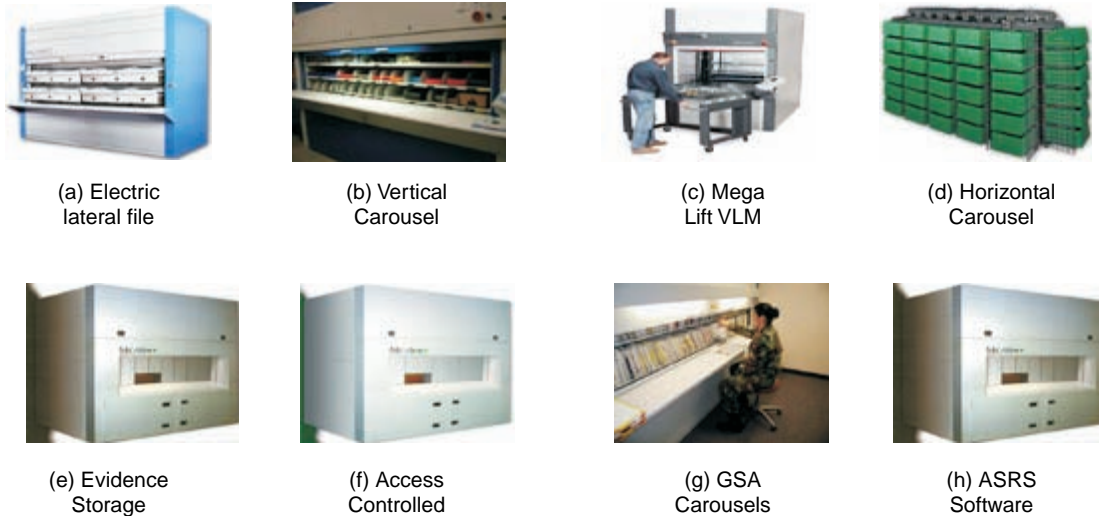 (a) Electric
lateral file
(b) Vertical
Carousel
(c) Mega
Lift VLM
(d) Horizontal
Carousel
(e) Evidence
Storage
(f) Access
Controlled
(g) GSA
Carousels
(h) ASRS
Software